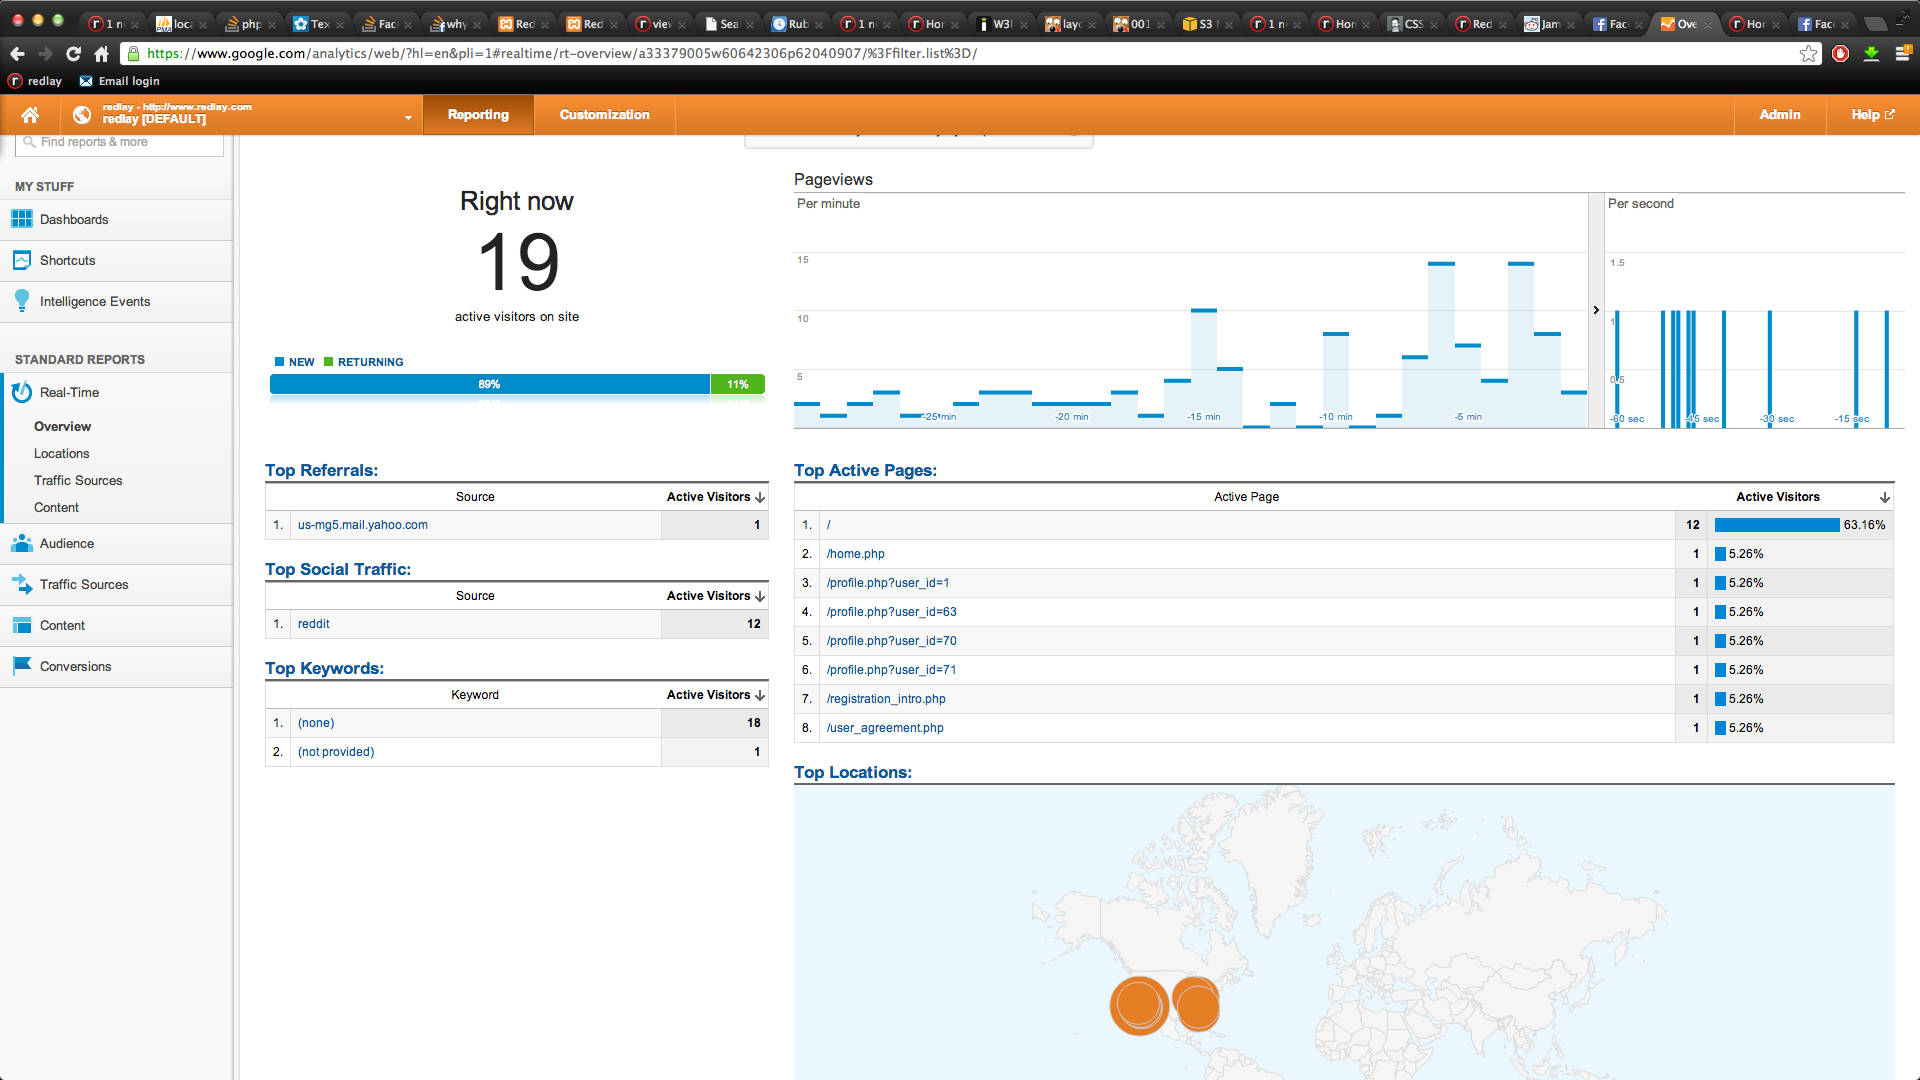 1 n
loca
php
Tex
Fac
why
Red
Red
viev
Sea
Rub
1 n
Hor
W3
layc
001
S3
1 n
Hor
CSS
Red
Jam
Fac
Ove
Hor
Fac
https://www.google.com/analytics/web/?hl=en&pli=1#realtime/rt-overview/a33379005w60642306p62040907/%3Ffilter.list%3D/
redlay
Email login
redlay - http://www.redlay.com
redlay [DEFAULT]
Reporting
Customization
Admin
Help
Find reports & more
MY STUFF
Dashboards
Shortcuts
Intelligence Events
STANDARD REPORTS
Real-Time
Overview
Locations
Traffic Sources
Content
Audience
Traffic Sources
Content
Conversions
Right now
19
active visitors on site
NEW RETURNING
89% 11%
Pageviews
Per minute
15
10
5
-25 min -20 min -15 min -10 min -5 min
Per second
1.5
1
0.5
-60 sec -45 sec -30 sec -15 sec
Top Referrals:
Source Active Visitors
1. us-mg5.mail.yahoo.com 1
Top Social Traffic:
Source Active Visitors
1. reddit 12
Top Keywords:
Keyword Active Visitors
1. (none) 18
2. (not provided) 1
Top Active Pages:
Active Page Active Visitors
1. / 12 63.16%
2. /home.php 1 5.26%
3. /profile.php?user_id=1 1 5.26%
4. /profile.php?user_id=63 1 5.26%
5. /profile.php?user_id=70 1 5.26%
6. /profile.php?user_id=71 1 5.26%
7. /registration_intro.php 1 5.26%
8. /user_agreement.php 1 5.26%
Top Locations: